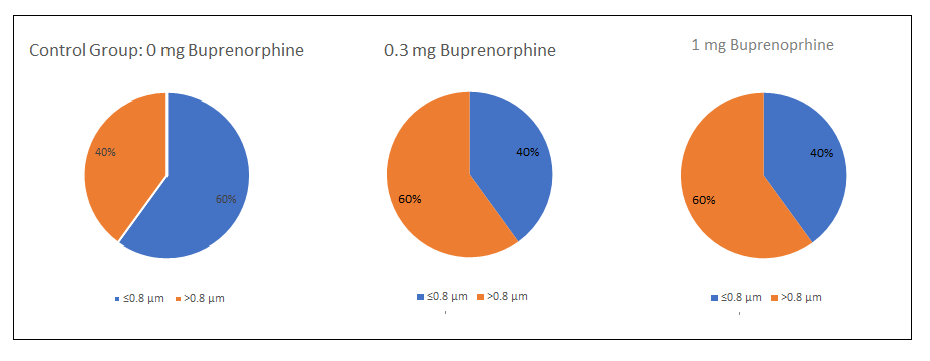 Control Group: 0 mg Buprenorphine
40%
60%
≤0.8 µm >0.8 µm
0.3 mg Buprenorphine
40%
60%
≤0.8 µm >0.8 µm
1 mg Buprenoprhine
40%
60%
≤0.8 µm >0.8 µm